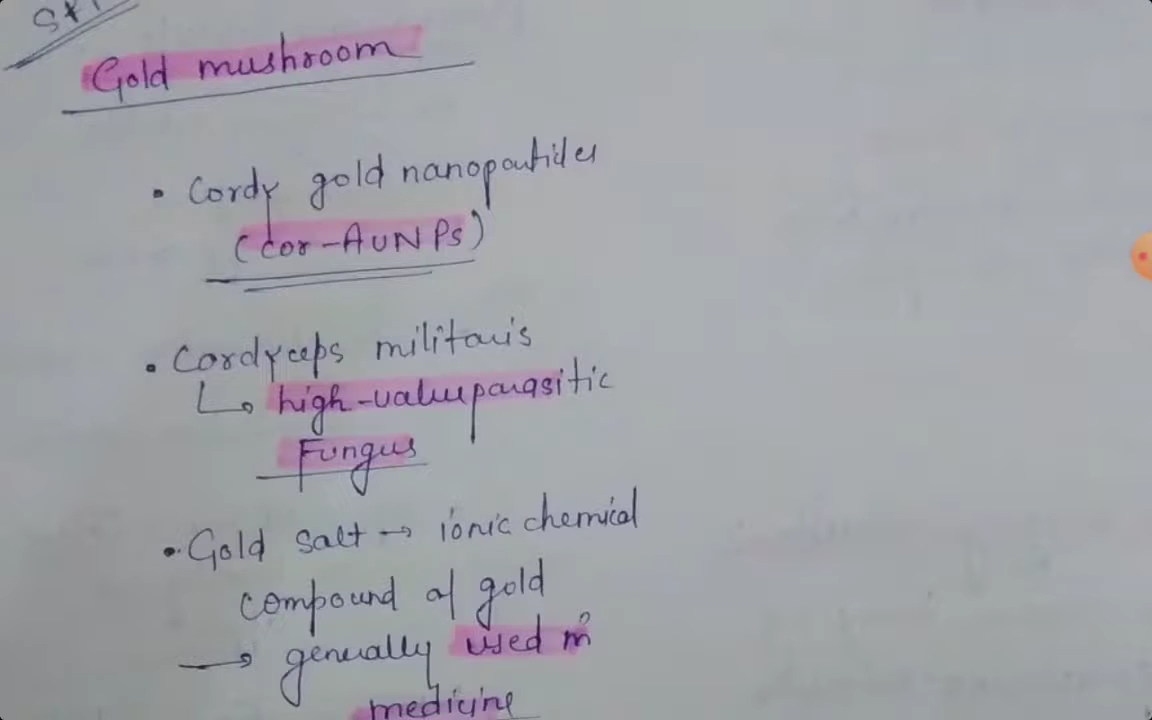 S&T
Gold mushroom
• Cordy gold nanoparticles
(Cor-AUNPs)
• Cordyceps militaris
↳ high-value parasitic
Fungus
• Gold salt → ionic chemical
compound of gold
→ generally used in
medicine